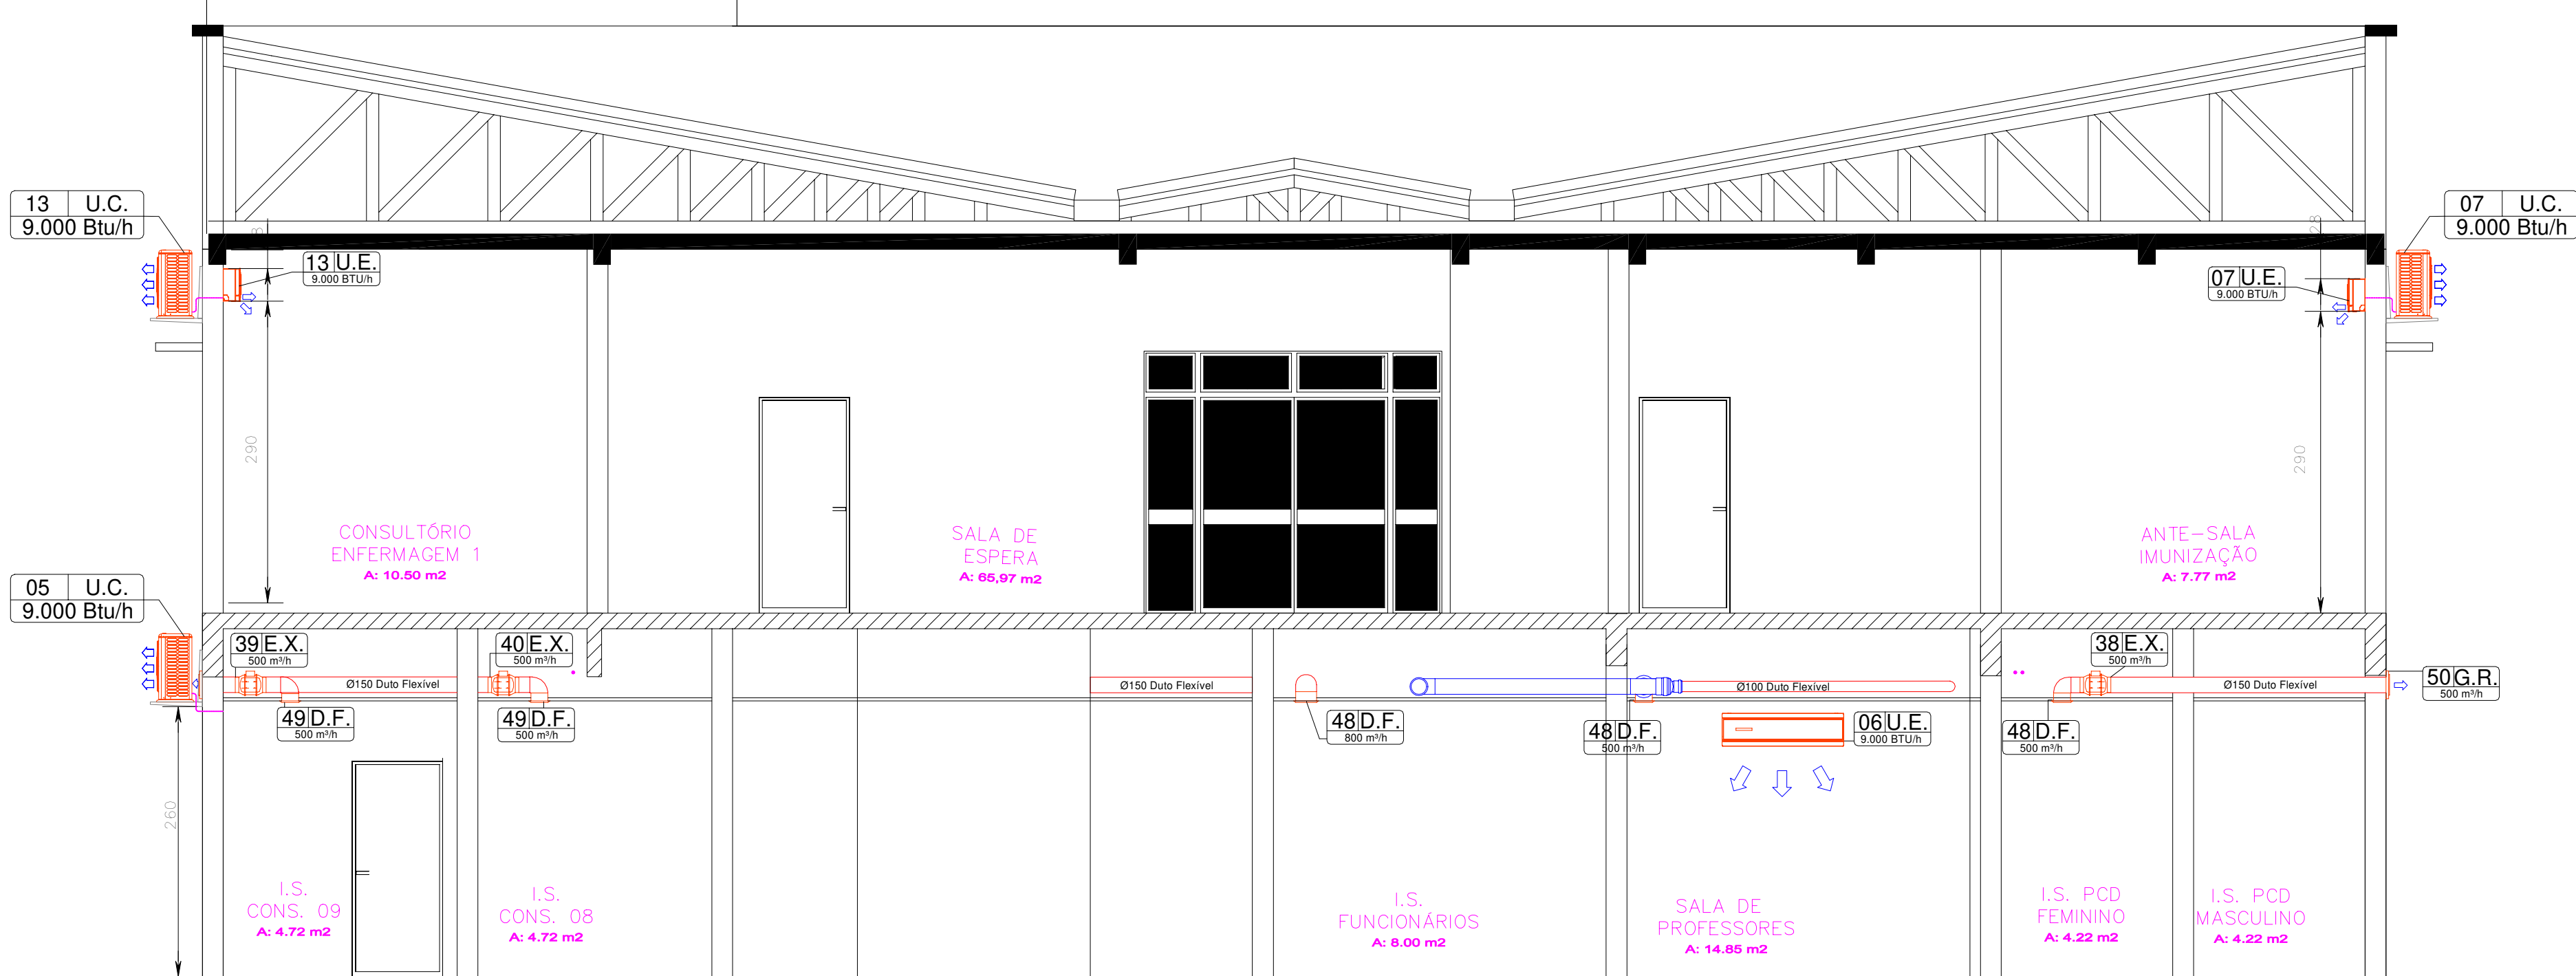 13 U.C.
9.000 Btu/h
07 U.C.
9.000 Btu/h
28
13 U.E.
9.000 BTU/h
07 U.E.
9.000 BTU/h
290
290
CONSULTÓRIO
ENFERMAGEM 1
A: 10.50 m2
SALA DE
ESPERA
A: 65,97 m2
ANTE-SALA
IMUNIZAÇÃO
A: 7.77 m2
05 U.C.
9.000 Btu/h
39 E.X.
500 m³/h
40 E.X.
500 m³/h
38 E.X.
500 m³/h
Ø150 Duto Flexível
Ø150 Duto Flexível
Ø100 Duto Flexível
Ø150 Duto Flexível
50 G.R.
500 m³/h
49 D.F.
500 m³/h
49 D.F.
500 m³/h
48 D.F.
800 m³/h
48 D.F.
500 m³/h
06 U.E.
9.000 BTU/h
48 D.F.
500 m³/h
260
I.S.
CONS. 09
A: 4.72 m2
I.S.
CONS. 08
A: 4.72 m2
I.S.
FUNCIONÁRIOS
A: 8.00 m2
SALA DE
PROFESSORES
A: 14.85 m2
I.S. PCD
FEMININO
A: 4.22 m2
I.S. PCD
MASCULINO
A: 4.22 m2